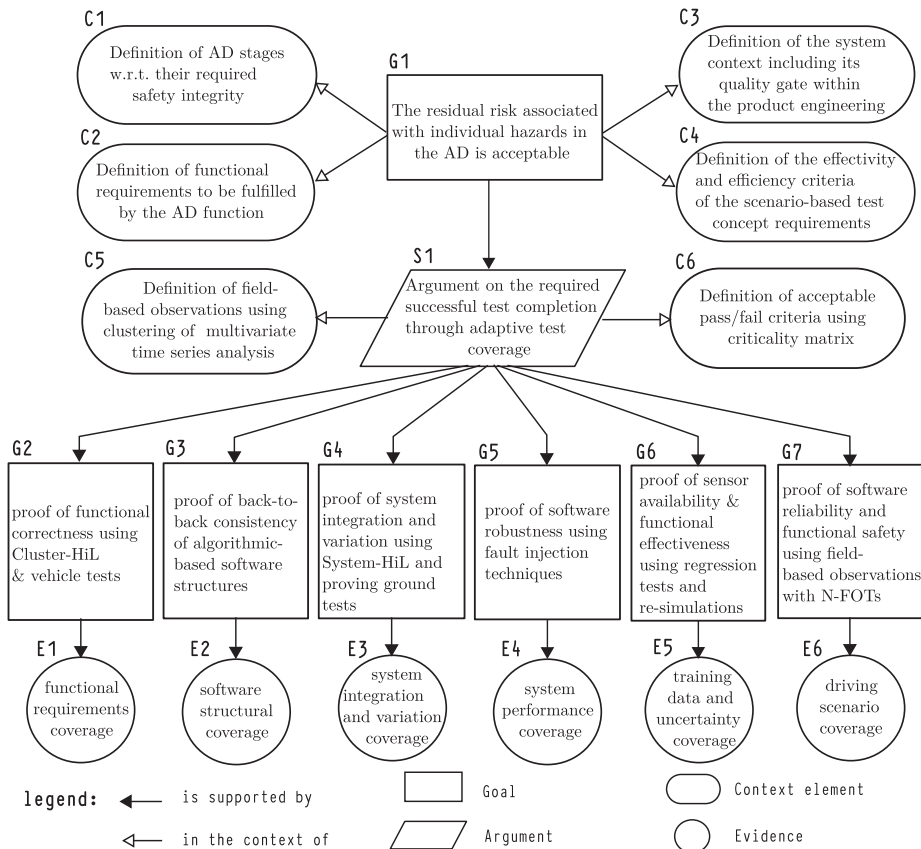 C1
Definition of AD stages
w.r.t. their required
safety integrity
G1
The residual risk associated
with individual hazards in
the AD is acceptable
C3
Definition of the system
context including its
quality gate within
the product engineering
C2
Definition of functional
requirements to be fulfilled
by the AD function
C4
Definition of the effectivity
and efficiency criteria
of the scenario-based test
concept requirements
C5
Definition of field-
based observations using
clustering of multivariate
time series analysis
S1
Argument on the required
successful test completion
through adaptive test
coverage
C6
Definition of acceptable
pass/fail criteria using
criticality matrix
G2
proof of functional
correctness using
Cluster-HiL
& vehicle tests
G3
proof of back-to-
back consistency
of algorithmic-
based software
structures
G4
proof of system
integration and
variation using
System-HiL and
proving ground
tests
G5
proof of software
robustness using
fault injection
techniques
G6
proof of sensor
availability &
functional
effectiveness
using regression
tests and
re-simulations
G7
proof of software
reliability and
functional safety
using field-
based observations
with N-FOTs
E1
functional
requirements
coverage
E2
software
structural
coverage
E3
system
integration
and variation
coverage
E4
system
performance
coverage
E5
training
data and
uncertainty
coverage
E6
driving
scenario
coverage
legend:
is supported by
Goal
Context element
in the context of
Argument
Evidence